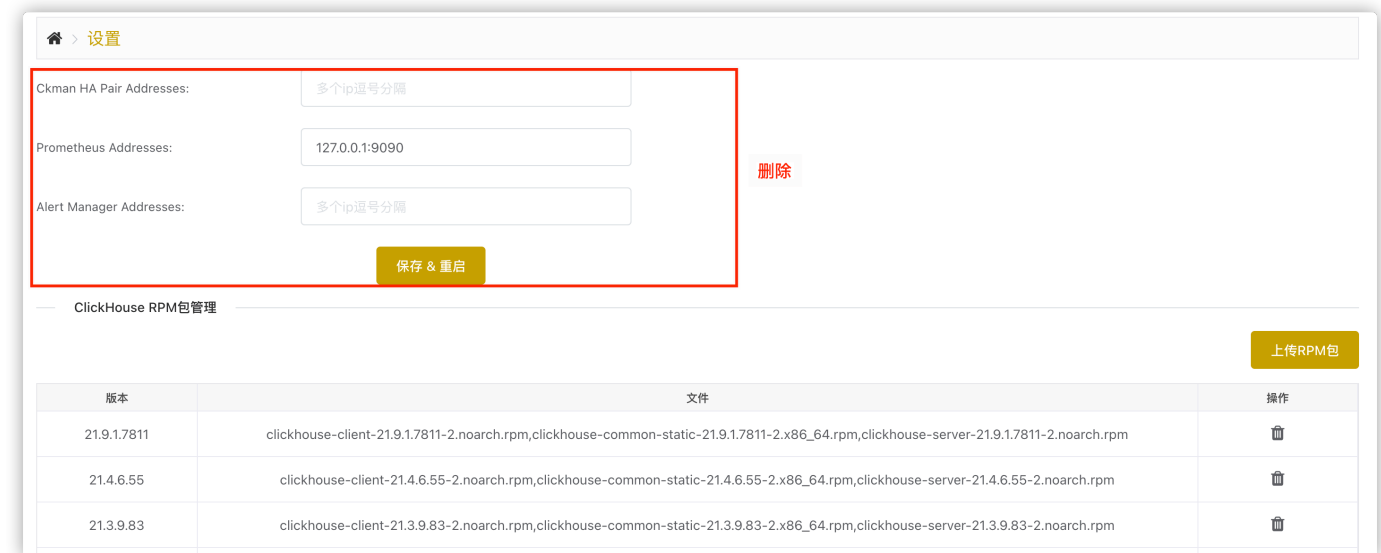 设置
Ckman HA Pair Addresses: 多个ip逗号分隔
Prometheus Addresses: 127.0.0.1:9090
删除
Alert Manager Addresses: 多个ip逗号分隔
保存 & 重启
ClickHouse RPM包管理
上传RPM包
版本 文件 操作
21.9.1.7811 clickhouse-client-21.9.1.7811-2.noarch.rpm,clickhouse-common-static-21.9.1.7811-2.x86_64.rpm,clickhouse-server-21.9.1.7811-2.noarch.rpm
21.4.6.55 clickhouse-client-21.4.6.55-2.noarch.rpm,clickhouse-common-static-21.4.6.55-2.x86_64.rpm,clickhouse-server-21.4.6.55-2.noarch.rpm
21.3.9.83 clickhouse-client-21.3.9.83-2.noarch.rpm,clickhouse-common-static-21.3.9.83-2.x86_64.rpm,clickhouse-server-21.3.9.83-2.noarch.rpm